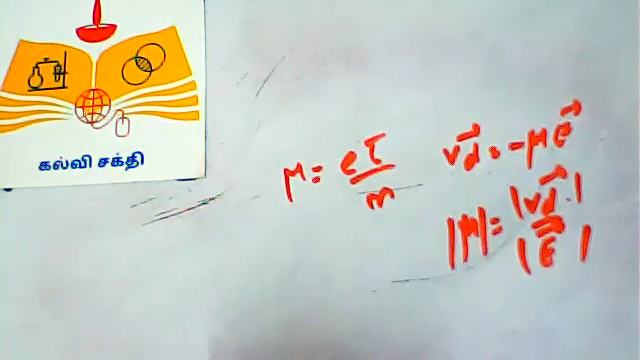 கல்வி சக்தி
μ = eτ/m
v⃗d = -μE⃗
|μ| = |v⃗d|/|E⃗|